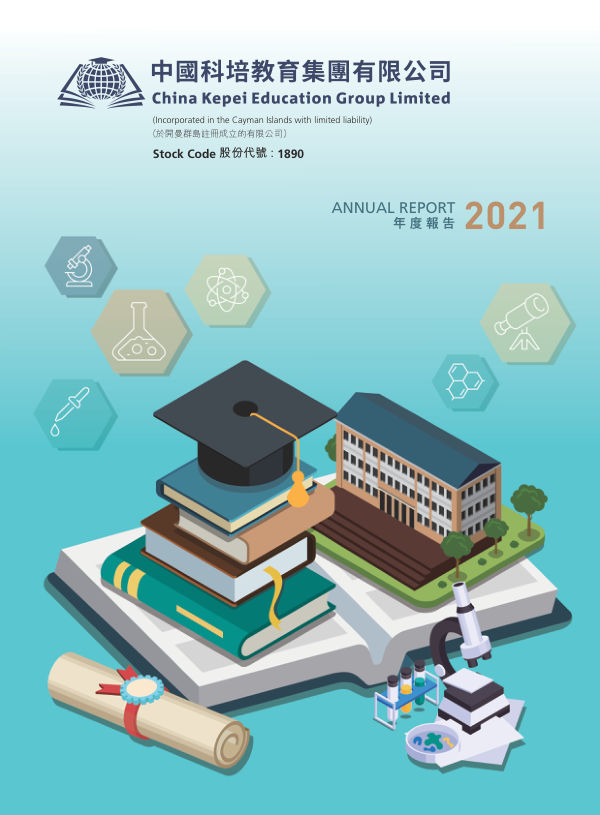 中國科培教育集團有限公司
China Kepei Education Group Limited
(Incorporated in the Cayman Islands with limited liability)
(於開曼群島註冊成立的有限公司)
Stock Code 股份代號 : 1890
ANNUAL REPORT
年度報告
2021